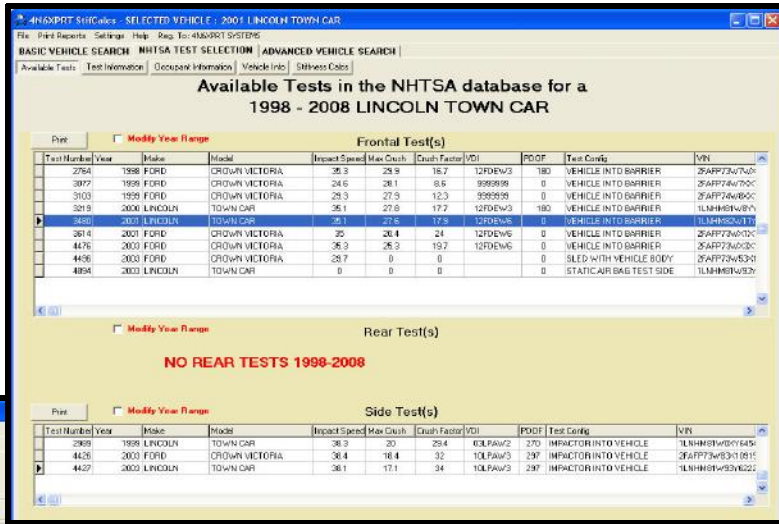 4N6XPRT StifCalcs - SELECTED VEHICLE : 2001 LINCOLN TOWN CAR
File Print Reports Settings Help Reg. To: 4N6XPRT SYSTEMS
BASIC VEHICLE SEARCH NHTSA TEST SELECTION ADVANCED VEHICLE SEARCH
Available Tests Test Information Occupant Information Vehicle Info Stiffness Calcs
Available Tests in the NHTSA database for a
1998 - 2008 LINCOLN TOWN CAR
Print Modify Year Range Frontal Test(s)
Test Number Year Make Model Impact Speed Max Crush Crush Factor VDI PDOF Test Config VIN
2764 1998 FORD CROWN VICTORIA 35.3 29.9 16.7 12FDEW3 180 VEHICLE INTO BARRIER
3077 1999 FORD CROWN VICTORIA 24.6 28.1 8.6 9999999 0 VEHICLE INTO BARRIER
3103 1999 FORD CROWN VICTORIA 29.3 27.9 12.3 9999999 0 VEHICLE INTO BARRIER
3219 2000 LINCOLN TOWN CAR 35.1 27.8 17.7 12FDEW3 180 VEHICLE INTO BARRIER
3480 2001 LINCOLN TOWN CAR 35.1 27.6 17.9 12FDEW6 0 VEHICLE INTO BARRIER
3614 2001 FORD CROWN VICTORIA 35 20.4 24 12FDEW6 0 VEHICLE INTO BARRIER
4476 2003 FORD CROWN VICTORIA 35.3 25.3 19.7 12FDEW6 0 VEHICLE INTO BARRIER
2003 FORD CROWN VICTORIA 29.7 0 0 0 SLED WITH VEHICLE BODY
4894 2003 LINCOLN TOWN CAR 0 0 0 0 STATIC AIR BAG TEST SIDE
Modify Year Range Rear Test(s)
NO REAR TESTS 1998-2008
Print Modify Year Range Side Test(s)
Test Number Year Make Model Impact Speed Max Crush Crush Factor VDI PDOF Test Config VIN
2989 1999 LINCOLN TOWN CAR 38.3 20 29.4 03LPAW2 270 IMPACTOR INTO VEHICLE
4426 2003 FORD CROWN VICTORIA 38.4 18.4 32 10LPAW3 297 IMPACTOR INTO VEHICLE
4427 2003 LINCOLN TOWN CAR 38.1 17.1 34 10LPAW3 297 IMPACTOR INTO VEHICLE